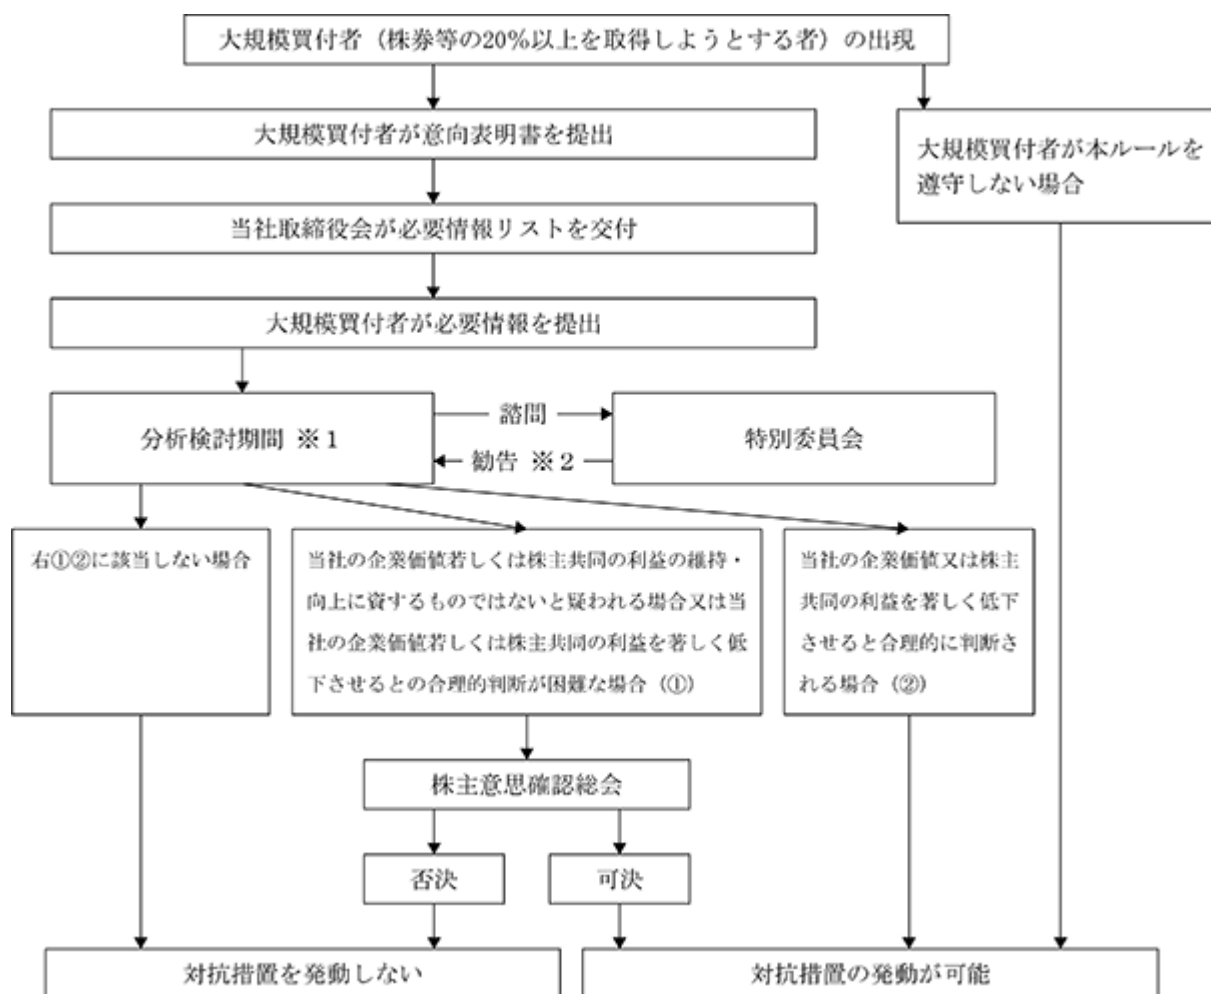 大規模買付者(株券等の20%以上を取得しようとする者)の出現
大規模買付者が意向表明書を提出
大規模買付者が本ルールを
遵守しない場合
当社取締役会が必要情報リストを交付
大規模買付者が必要情報を提出
分析検討期間 ※1
諮問
勧告 ※2
特別委員会
右①②に該当しない場合
当社の企業価値若しくは株主共同の利益の維持・
向上に資するものではないと疑われる場合又は当
社の企業価値若しくは株主共同の利益を著しく低
下させるとの合理的判断が困難な場合(①)
当社の企業価値又は株主
共同の利益を著しく低下
させると合理的に判断さ
れる場合(②)
株主意思確認総会
否決
可決
対抗措置を発動しない
対抗措置の発動が可能